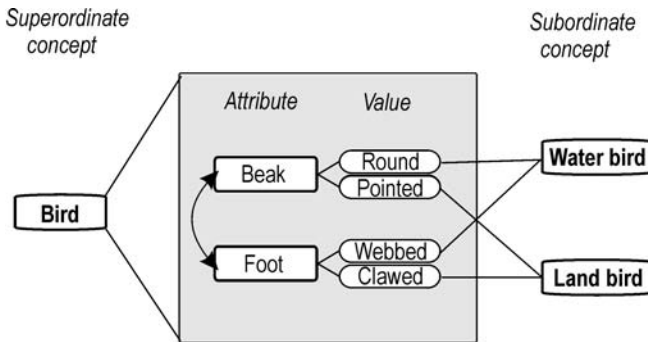 Superordinate
concept
Subordinate
concept
Attribute
Value
Beak
Round
Pointed
Water bird
Bird
Foot
Webbed
Clawed
Land bird